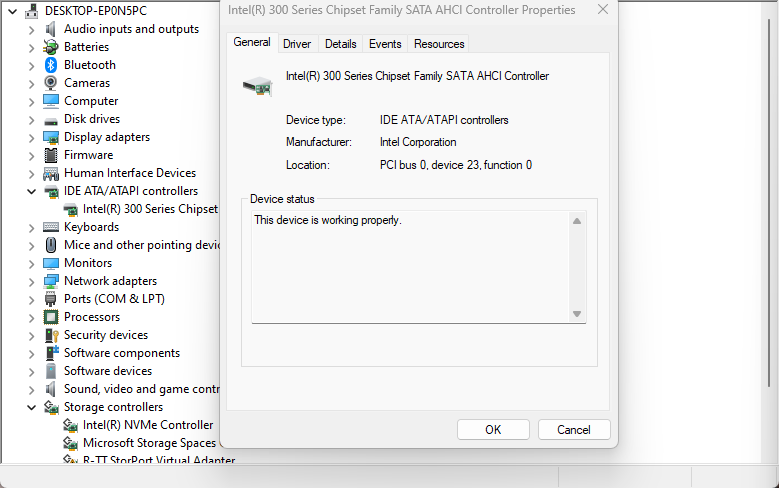 DESKTOP-EP0N5PC
Audio inputs and outputs
Batteries
Bluetooth
Cameras
Computer
Disk drives
Display adapters
Firmware
Human Interface Devices
IDE ATA/ATAPI controllers
Intel(R) 300 Series Chipset
Keyboards
Mice and other pointing devic
Monitors
Network adapters
Ports (COM & LPT)
Processors
Security devices
Software components
Software devices
Sound, video and game contr
Storage controllers
Intel(R) NVMe Controller
Microsoft Storage Spaces
R-TT StorPort Virtual Adapter
Intel(R) 300 Series Chipset Family SATA AHCI Controller Properties
General Driver Details Events Resources
Intel(R) 300 Series Chipset Family SATA AHCI Controller
Device type: IDE ATA/ATAPI controllers
Manufacturer: Intel Corporation
Location: PCI bus 0, device 23, function 0
Device status
This device is working properly.
OK Cancel